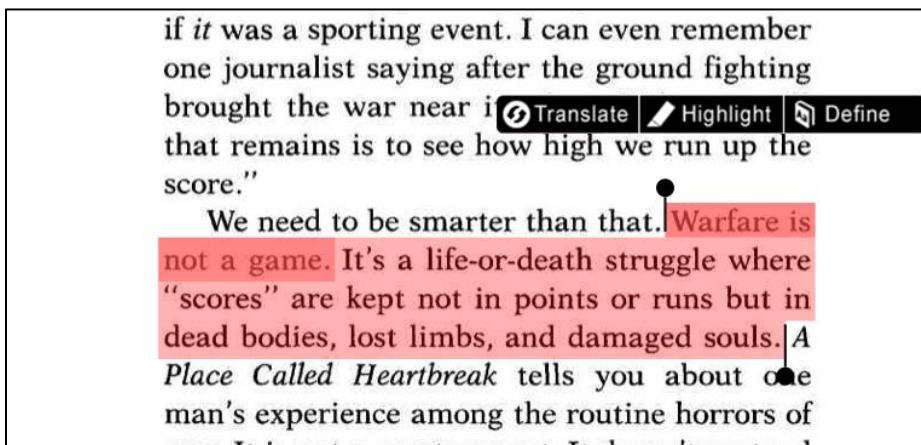 if it was a sporting event. I can even remember
one journalist saying after the ground fighting
brought the war near
Translate Highlight Define
that remains is to see how high we run up the
score."
We need to be smarter than that. Warfare is
not a game. It's a life-or-death struggle where
"scores" are kept not in points or runs but in
dead bodies, lost limbs, and damaged souls. A
Place Called Heartbreak tells you about one
man's experience among the routine horrors of